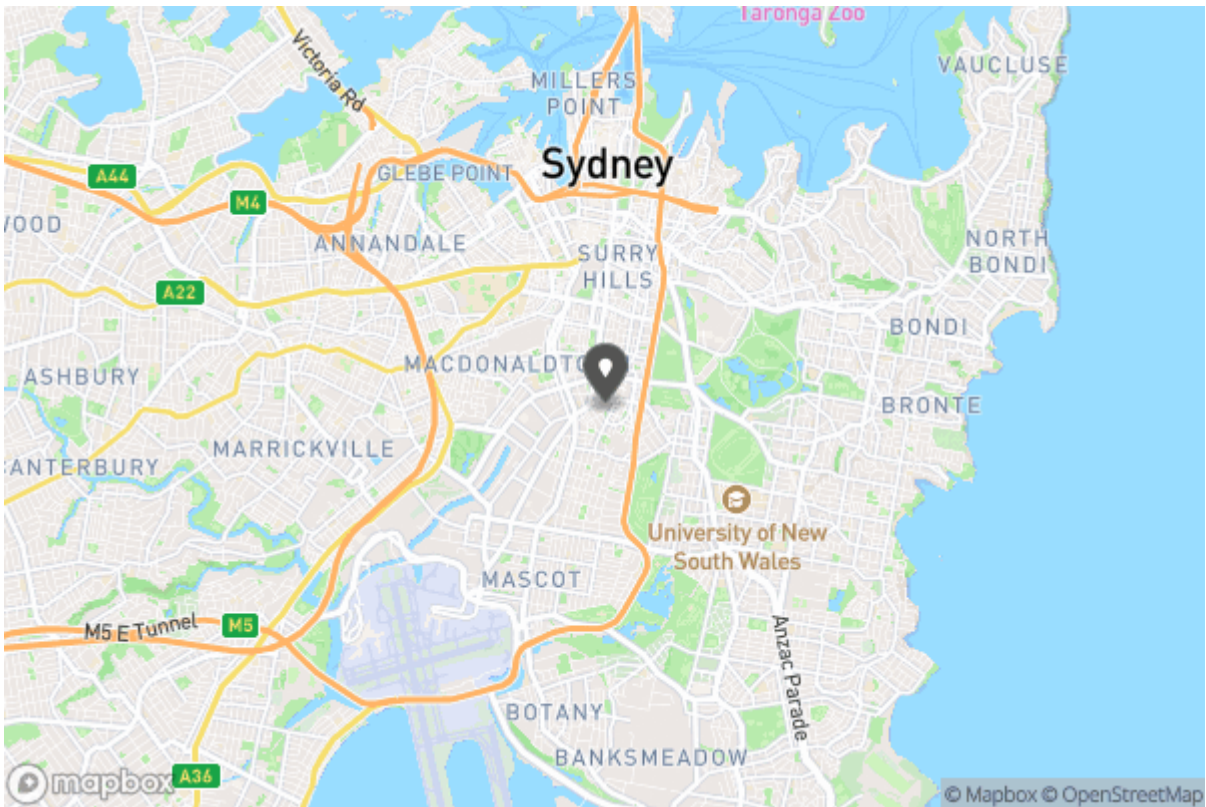 Taronga Zoo
Victoria Rd
VAUCLUSE
MILLERS
POINT
Sydney
GLEBE POINT
A44
M4
WOOD
ANNANDALE
SURRY
HILLS
NORTH
BONDI
A22
BONDI
MACDONALDTO
ASHBURY
BRONTE
MARRICKVILLE
CANTERBURY
University of New
South Wales
MASCOT
M5 E Tunnel
M5
Anzac Parade
BOTANY
BANKSMEADOW
mapbox
A36
© Mapbox © OpenStreetMap